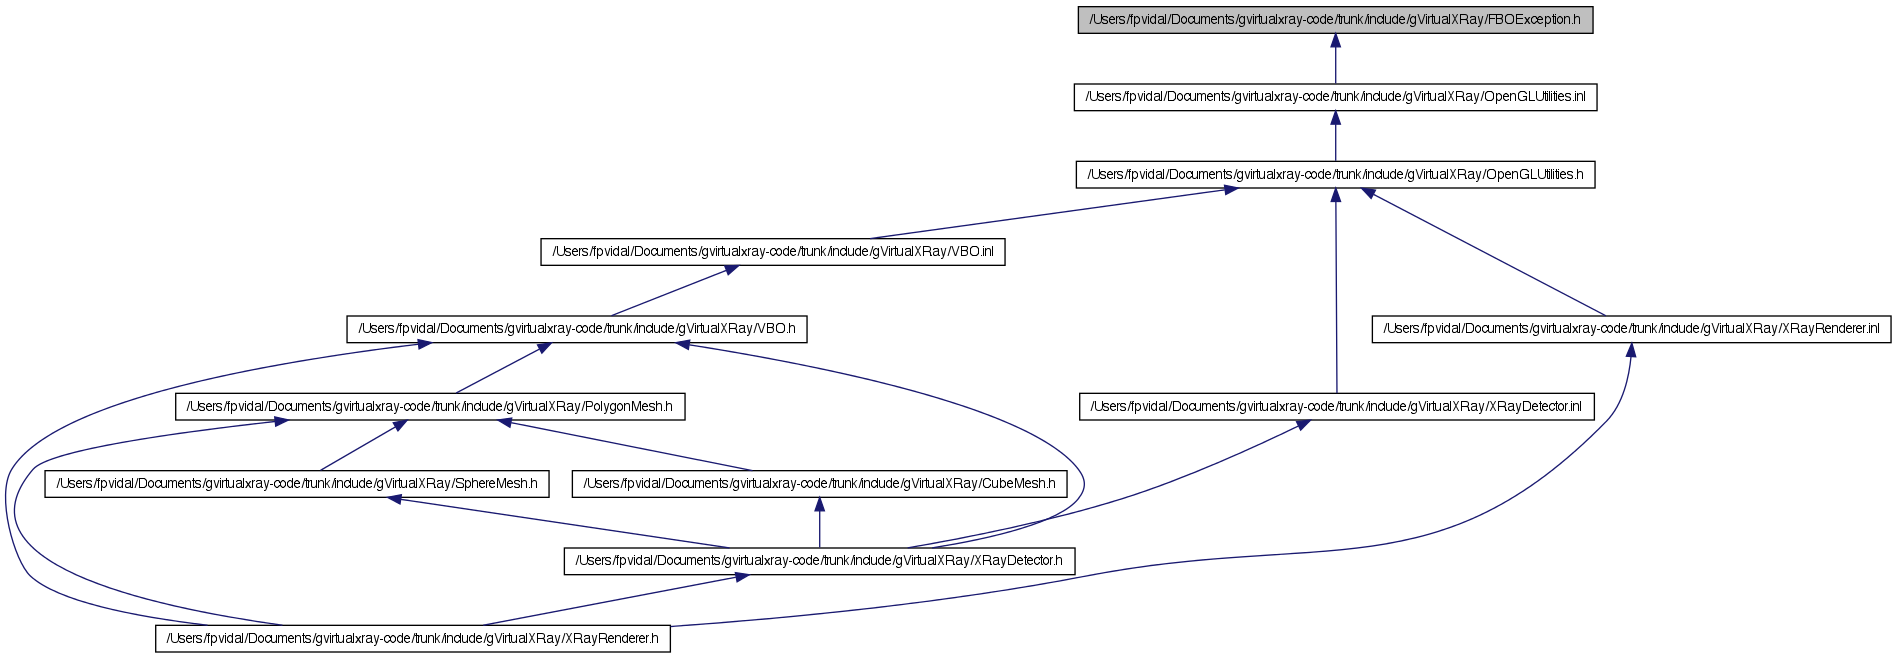 /Users/fpvidal/Documents/gvirtualxray-code/trunk/include/gVirtualXRay/FBOException.h
/Users/fpvidal/Documents/gvirtualxray-code/trunk/include/gVirtualXRay/OpenGLUtilities.inl
/Users/fpvidal/Documents/gvirtualxray-code/trunk/include/gVirtualXRay/OpenGLUtilities.h
/Users/fpvidal/Documents/gvirtualxray-code/trunk/include/gVirtualXRay/VBO.inl
/Users/fpvidal/Documents/gvirtualxray-code/trunk/include/gVirtualXRay/VBO.h
/Users/fpvidal/Documents/gvirtualxray-code/trunk/include/gVirtualXRay/XRayRenderer.inl
/Users/fpvidal/Documents/gvirtualxray-code/trunk/include/gVirtualXRay/PolygonMesh.h
/Users/fpvidal/Documents/gvirtualxray-code/trunk/include/gVirtualXRay/XRayDetector.inl
/Users/fpvidal/Documents/gvirtualxray-code/trunk/include/gVirtualXRay/SphereMesh.h
/Users/fpvidal/Documents/gvirtualxray-code/trunk/include/gVirtualXRay/CubeMesh.h
/Users/fpvidal/Documents/gvirtualxray-code/trunk/include/gVirtualXRay/XRayDetector.h
/Users/fpvidal/Documents/gvirtualxray-code/trunk/include/gVirtualXRay/XRayRenderer.h